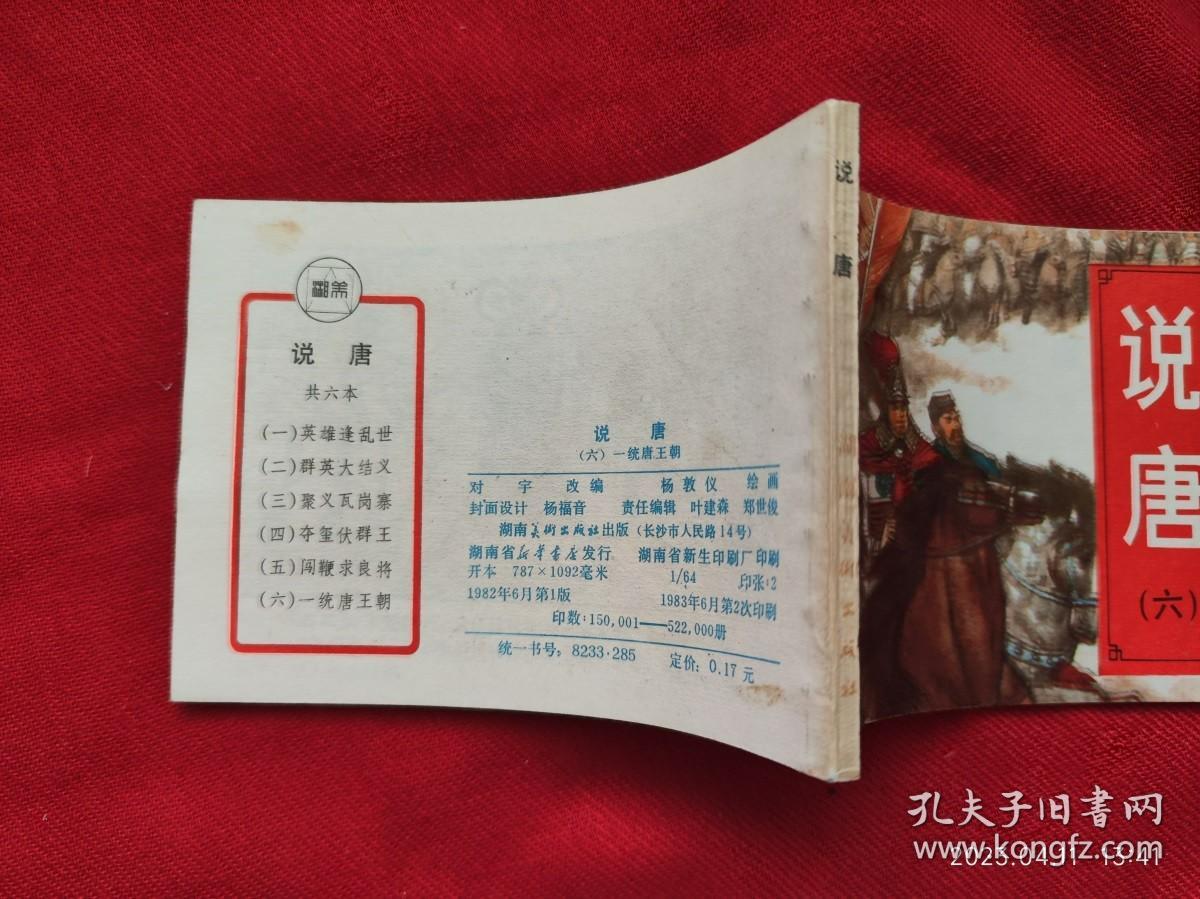 湘美
说 唐
共六本
(一)英雄逢乱世
(二)群英大结义
(三)聚义瓦岗寨
(四)夺玺伏群王
(五)闯鞭求良将
(六)一统唐王朝
说 唐
(六)一统唐王朝
对 宇 改编 杨敦仪 绘画
封面设计 杨福音 责任编辑 叶建森 郑世俊
湖南美术出版社出版(长沙市人民路14号)
湖南省新华书店发行 湖南省新生印刷厂印刷
开本 787×1092毫米 1/64 印张:2
1982年6月第1版 1983年6月第2次印刷
印数:150,001—522,000册
统一书号:8233·285 定价:0.17元
说 唐
说唐
(六)
孔夫子旧书网
www.kongfz.com
2025.04.11 13:41